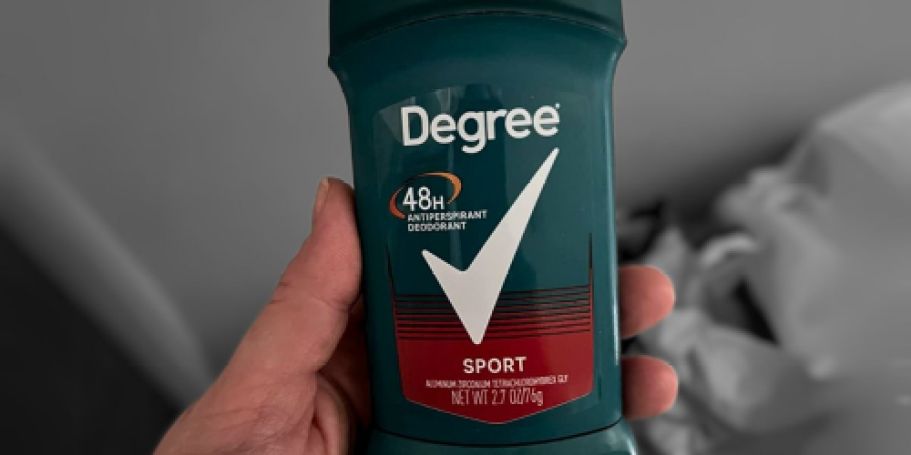 Degree
48H
ANTIPERSPIRANT
DEODORANT
SPORT
ALUMINUM ZIRCONIUM TETRACHLOROHYDREX GLY
NET WT 2.7 OZ/76g